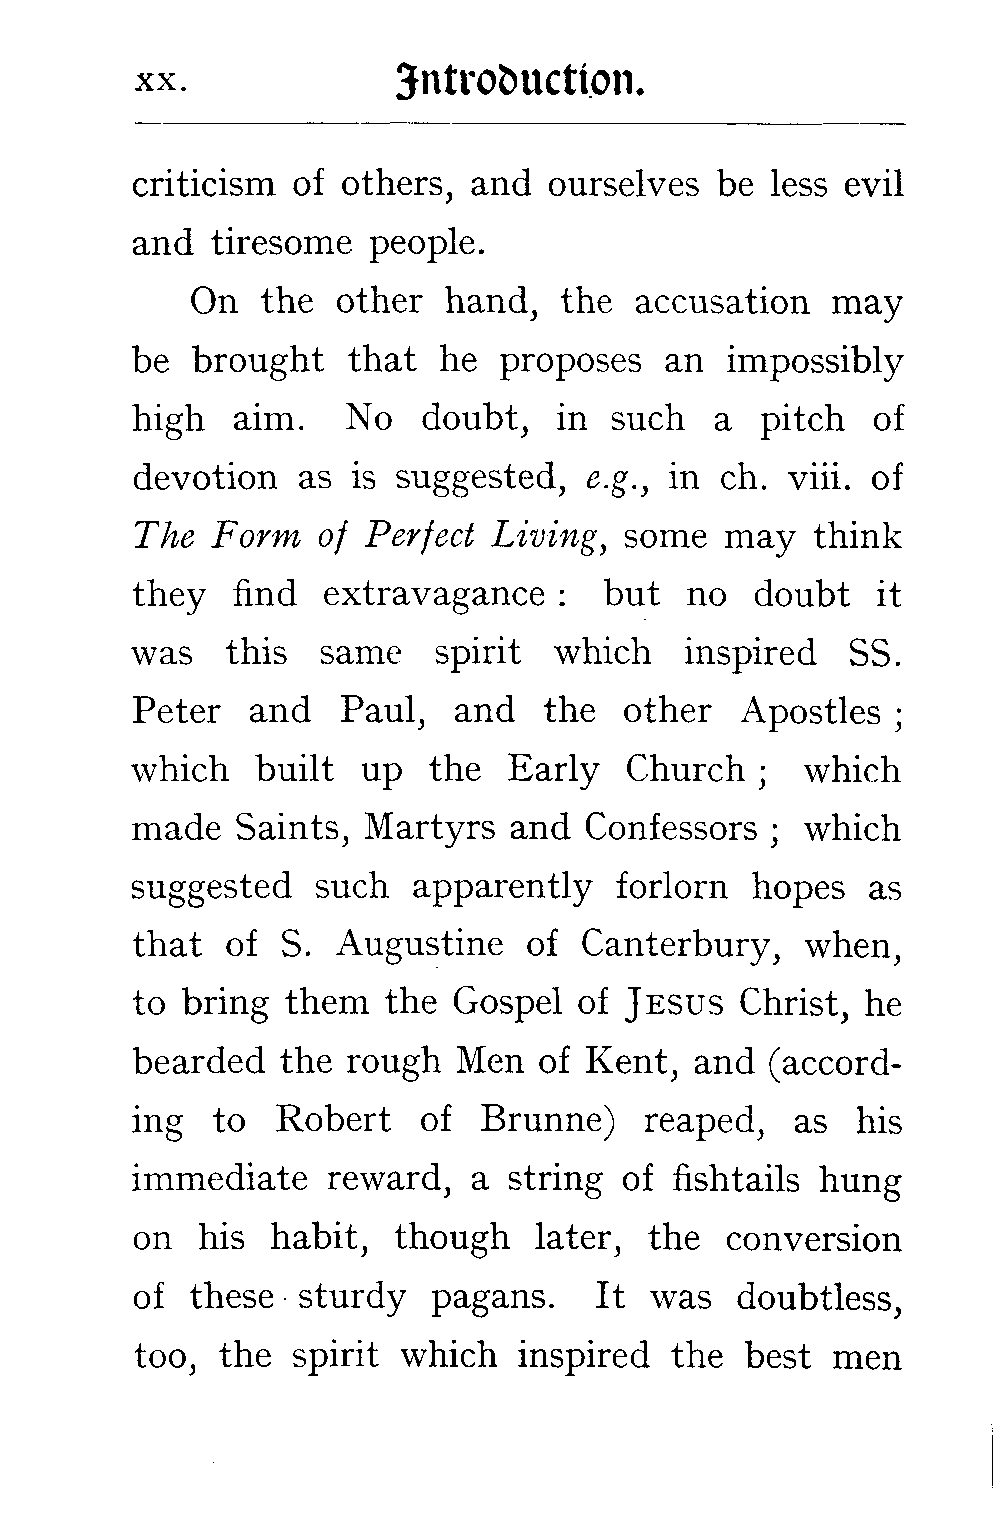 xx. Introduction.
criticism of others, and ourselves be less evil
and tiresome people.
On the other hand, the accusation may
be brought that he proposes an impossibly
high aim. No doubt, in such a pitch of
devotion as is suggested, e.g., in ch. viii. of
The Form of Perfect Living, some may think
they find extravagance : but no doubt it
was this same spirit which inspired SS.
Peter and Paul, and the other Apostles ;
which built up the Early Church ; which
made Saints, Martyrs and Confessors ; which
suggested such apparently forlorn hopes as
that of S. Augustine of Canterbury, when,
to bring them the Gospel of JESUS Christ, he
bearded the rough Men of Kent, and (accord-
ing to Robert of Brunne) reaped, as his
immediate reward, a string of fishtails hung
on his habit, though later, the conversion
of these sturdy pagans. It was doubtless,
too, the spirit which inspired the best men